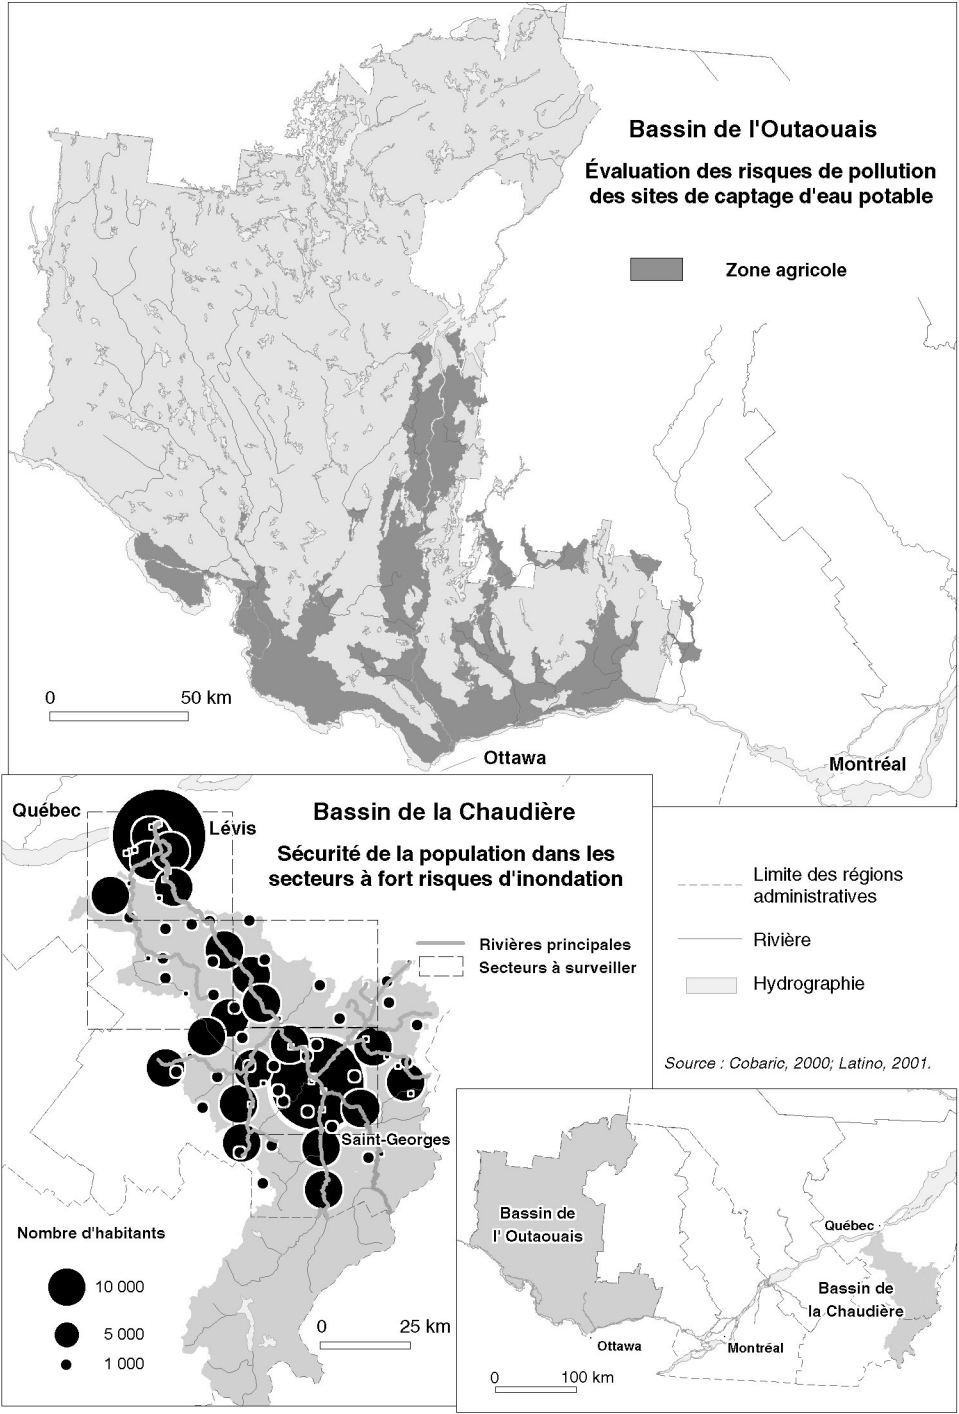 Bassin de l'Outaouais
Évaluation des risques de pollution
des sites de captage d'eau potable
Zone agricole
0 50 km
Ottawa
Montréal
Québec
Lévis
Bassin de la Chaudière
Sécurité de la population dans les
secteurs à fort risques d'inondation
Rivières principales
Secteurs à surveiller
Saint-Georges
Nombre d'habitants
10 000
5 000
1 000
0 25 km
Limite des régions
administratives
Rivière
Hydrographie
Source : Cobaric, 2000; Latino, 2001.
Bassin de
l' Outaouais
Québec
Bassin de
la Chaudière
Ottawa
Montréal
0 100 km